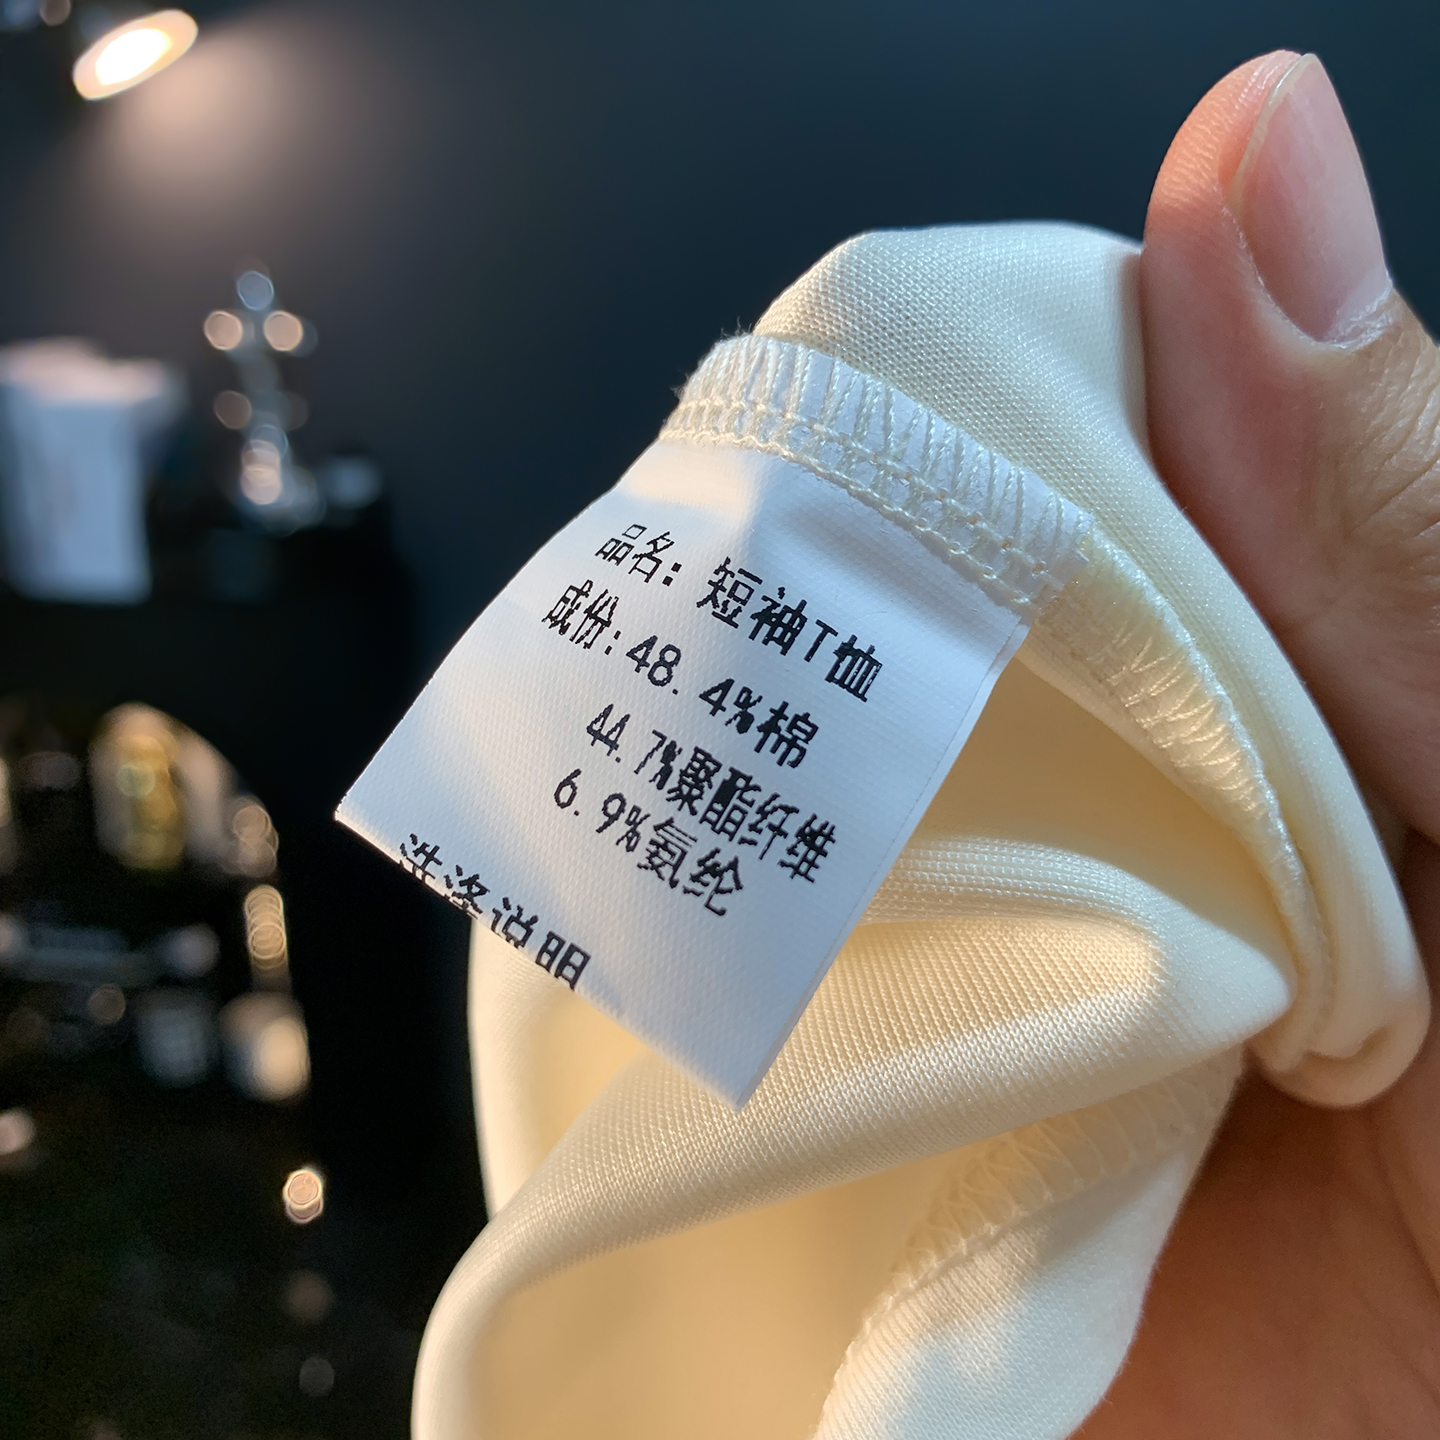 品名: 短袖T恤
成份: 48.4%棉
44.7%聚酯纤维
6.9%氨纶
洗涤说明